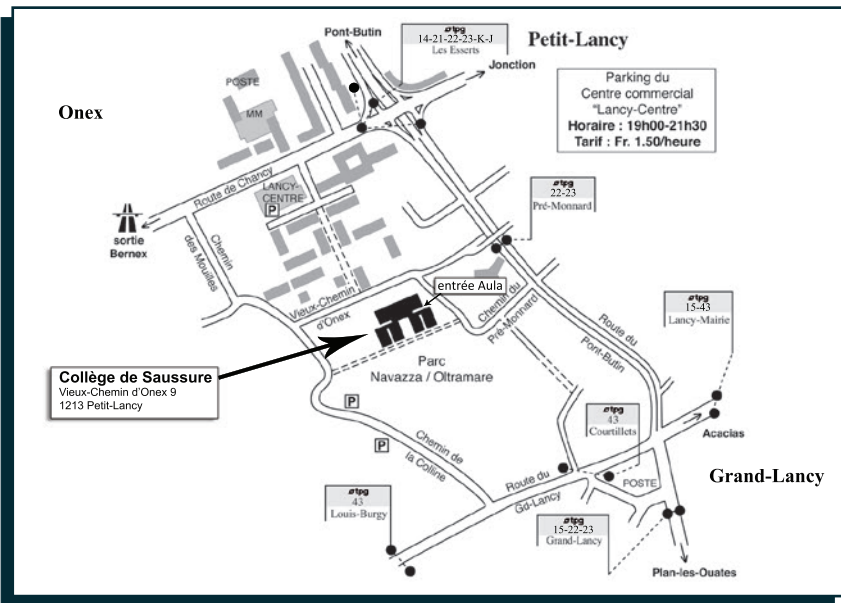 Pont-Butin
tpg
14-21-22-23-K-J
Les Esserts
Petit-Lancy
Jonction
Parking du
Centre commercial
"Lancy-Centre"
Horaire : 19h00-21h30
Tarif : Fr. 1.50/heure
POSTE
MM
Onex
Route de Chancy
LANCY-
CENTRE
P
tpg
22-23
Pré-Monnard
sortie
Bernex
Chemin
des Mouilles
entrée Aula
Vieux-Chemin
d'Onex
Chemin du
Pré-Monnard
tpg
15-43
Lancy-Mairie
Route du
Pont-Butin
Parc
Navazza / Oltramare
Collège de Saussure
Vieux-Chemin d'Onex 9
1213 Petit-Lancy
P
P
Chemin de
la Colline
tpg
43
Courtillets
Acacias
Grand-Lancy
Route du
Gd-Lancy
POSTE
tpg
43
Louis-Burgy
tpg
15-22-23
Grand-Lancy
Plan-les-Ouates